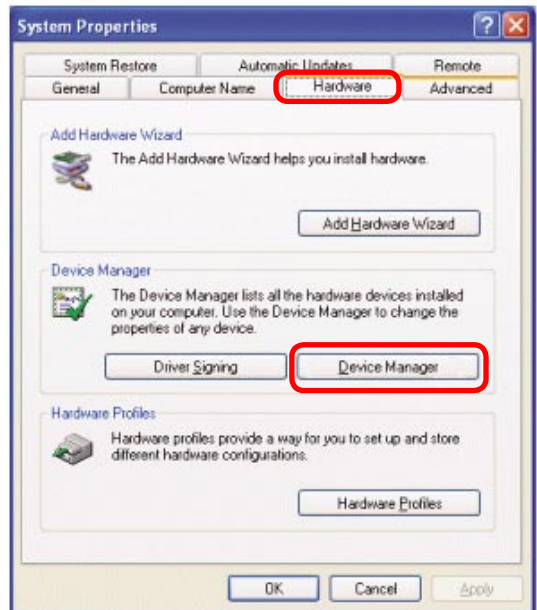 System Properties
System Restore Automatic Updates Remote
General Computer Name Hardware Advanced
Add Hardware Wizard
The Add Hardware Wizard helps you install hardware.
Add Hardware Wizard
Device Manager
The Device Manager lists all the hardware devices installed
on your computer. Use the Device Manager to change the
properties of any device.
Driver Signing Device Manager
Hardware Profiles
Hardware profiles provide a way for you to set up and store
different hardware configurations.
Hardware Profiles
OK Cancel Apply